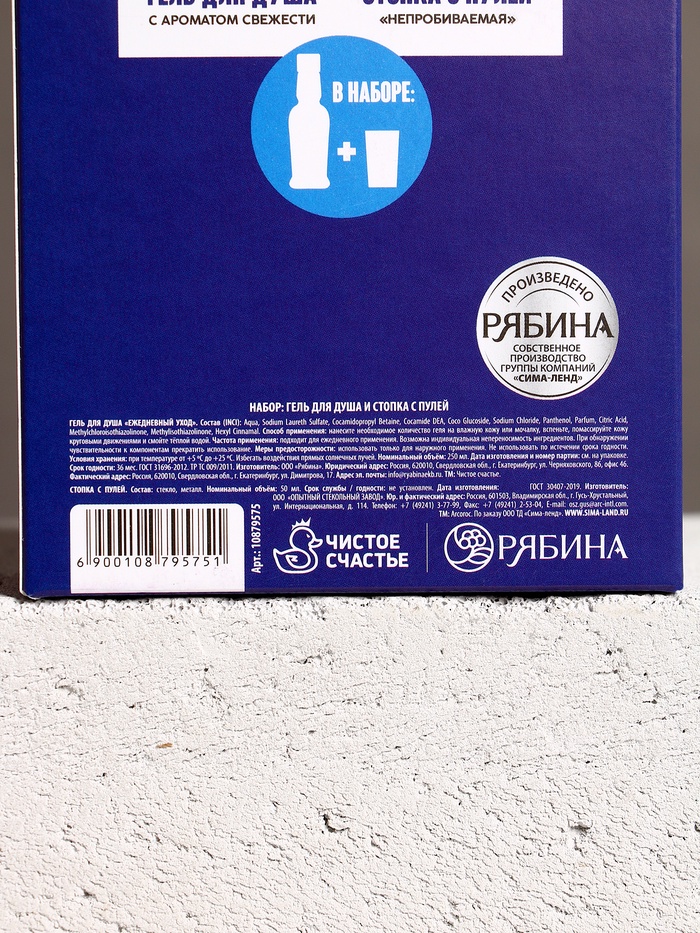 ГЕЛЬ ДЛЯ ДУША СТОПКА С ПУЛЕЙ
С АРОМАТОМ СВЕЖЕСТИ «НЕПРОБИВАЕМАЯ»
В НАБОРЕ:
+
ПРОИЗВЕДЕНО
РЯБИНА
СОБСТВЕННОЕ
ПРОИЗВОДСТВО
ГРУППЫ КОМПАНИЙ
«СИМА-ЛЕНД»
НАБОР: ГЕЛЬ ДЛЯ ДУША И СТОПКА С ПУЛЕЙ
ГЕЛЬ ДЛЯ ДУША «ЕЖЕДНЕВНЫЙ УХОД». Состав (INCI): Aqua, Sodium Laureth Sulfate, Cocamidopropyl Betaine, Cocamide DEA, Coco Glucoside, Sodium Chloride, Panthenol, Parfum, Citric Acid,
Methylchloroisothiazolinone, Methylisothiazolinone, Hexyl Cinnamal. Способ применения: нанесите необходимое количество геля на влажную кожу или мочалку, вспеньте, помассируйте кожу
круговыми движениями и смойте тёплой водой. Частота применения: подходит для ежедневного применения. Возможна индивидуальная непереносимость ингредиентов. При обнаружении
чувствительности к компонентам прекратить использование. Меры предосторожности: использовать только для наружного применения. Не использовать по истечении срока годности.
Условия хранения: при температуре от +5 °C до +25 °C. Избегать воздействия прямых солнечных лучей. Номинальный объём: 250 мл. Дата изготовления и номер партии: см. на упаковке.
Срок годности: 36 мес. ГОСТ 31696-2012. ТР ТС 009/2011. Изготовитель: ООО «Рябина». Юридический адрес: Россия, 620010, Свердловская обл., г. Екатеринбург, ул. Черняховского, 86, офис 46.
Фактический адрес: Россия, 620010, Свердловская обл., г. Екатеринбург, ул. Димитрова, 17. Адрес эл. почты: info@ryabinaekb.ru. ТМ: Чистое счастье.
СТОПКА С ПУЛЕЙ. Состав: стекло, металл. Номинальный объём: 50 мл. Срок службы / годности: не установлен. Дата изготовления: ГОСТ 30407-2019. Изготовитель:
ООО «ОПЫТНЫЙ СТЕКОЛЬНЫЙ ЗАВОД». Юр. и фактический адрес: Россия, 601503, Владимирская обл., г. Гусь-Хрустальный,
ул. Интернациональная, д. 114. Телефон: +7 (49241) 3-77-99, Факс: +7 (49241) 2-53-04, E-mail: osz.gus@arc-intl.com.
ТМ: Arcoroc. По заказу ООО ТД «Сима-ленд». WWW.SIMA-LAND.RU
6 900108 795751
Арт.: 10879575
ЧИСТОЕ
СЧАСТЬЕ
РЯБИНА